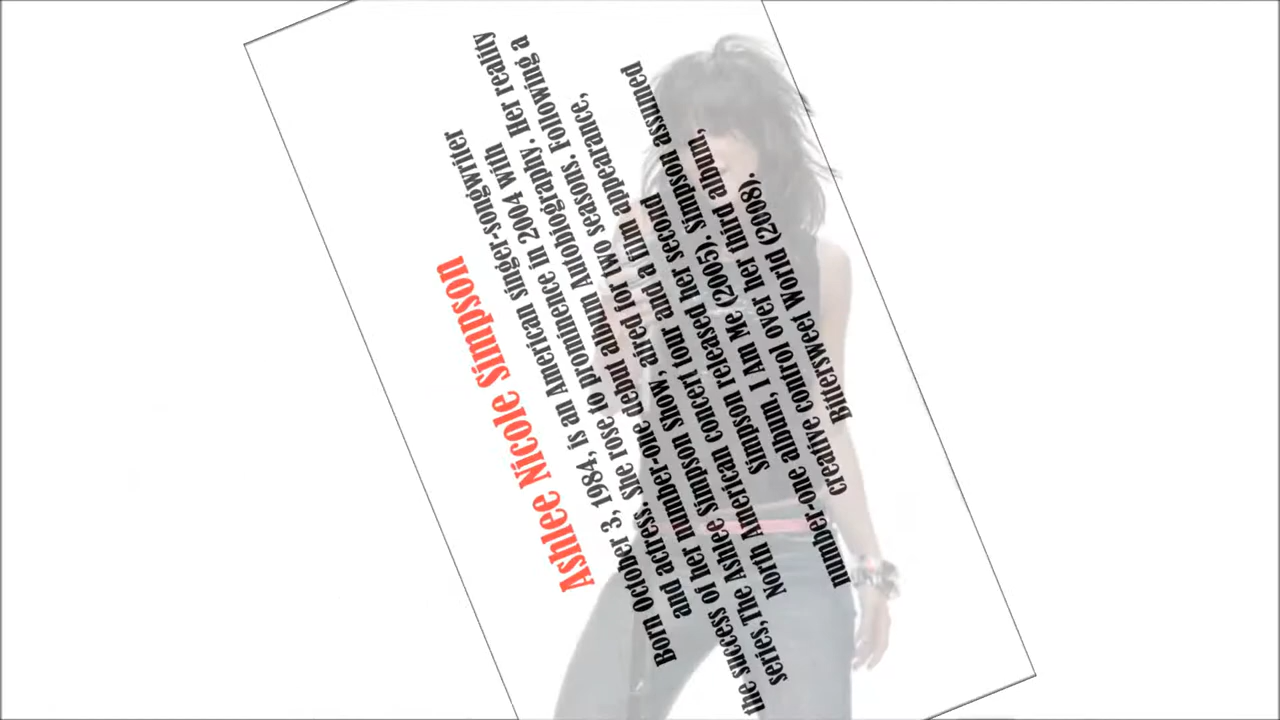 Ashlee Nicole Simpson
Born October 3, 1984, is an American singer-songwriter
and actress. She rose to prominence in 2004 with
the success of her number-one debut album Autobiography. Her reality
series,The Ashlee Simpson Show, aired for two seasons. Following a
North American concert tour and a film appearance,
Simpson released her second
number-one album, I Am Me (2005). Simpson assumed
creative control over her third album,
Bittersweet World (2008).